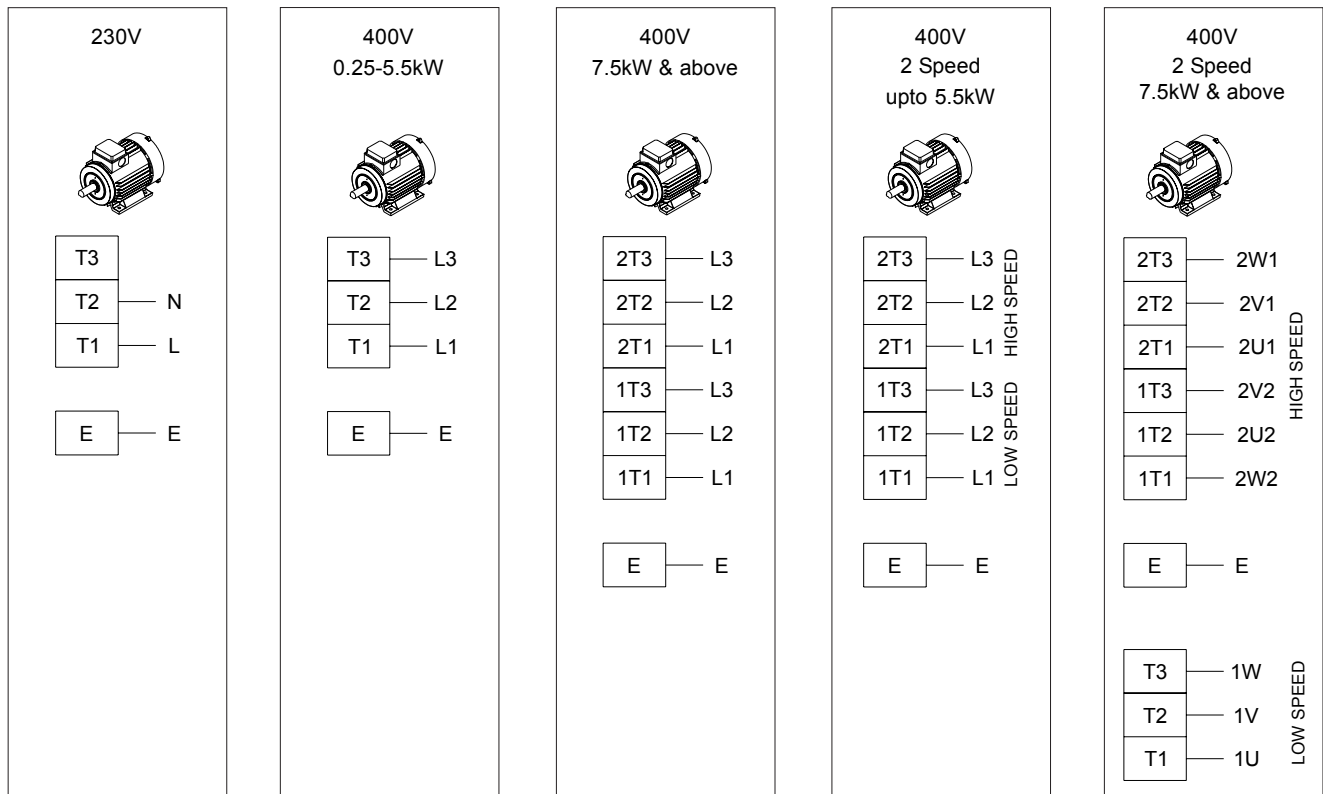 230V
T3
T2 N
T1 L
E E
400V
0.25-5.5kW
T3 L3
T2 L2
T1 L1
E E
400V
7.5kW & above
2T3 L3
2T2 L2
2T1 L1
1T3 L3
1T2 L2
1T1 L1
E E
400V
2 Speed
upto 5.5kW
2T3 L3
2T2 L2
2T1 L1
HIGH SPEED
1T3 L3
1T2 L2
1T1 L1
LOW SPEED
E E
400V
2 Speed
7.5kW & above
2T3 2W1
2T2 2V1
2T1 2U1
1T3 2V2
1T2 2U2
1T1 2W2
HIGH SPEED
E E
T3 1W
T2 1V
T1 1U
LOW SPEED